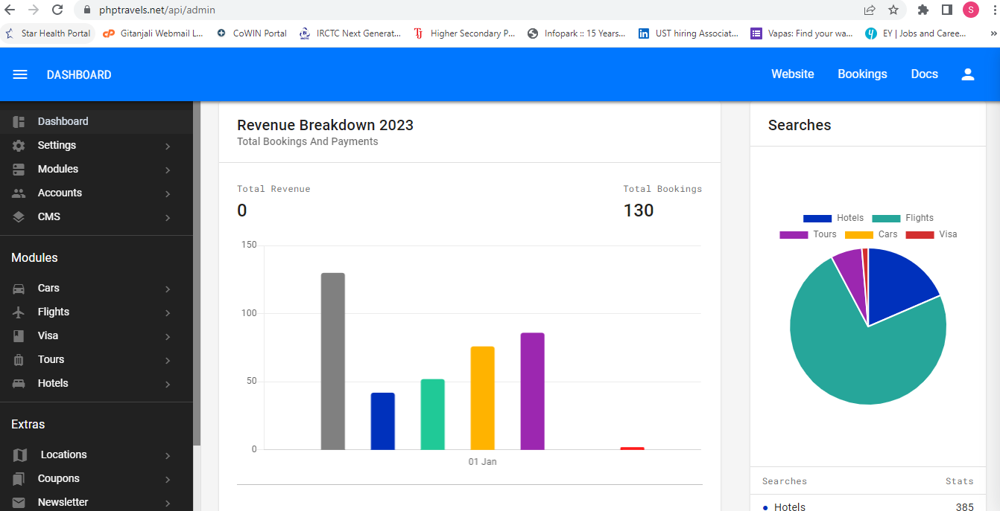 phptravels.net/api/admin
S
Star Health Portal
Gitanjali Webmail L...
CoWIN Portal
IRCTC Next Generat...
Higher Secondary P...
Infopark :: 15 Years...
UST hiring Associat...
Vapas: Find your wa...
EY | Jobs and Caree...
»
DASHBOARD
Website
Bookings
Docs
Dashboard
Settings
Modules
Accounts
CMS
Modules
Cars
Flights
Visa
Tours
Hotels
Extras
Locations
Coupons
Newsletter
Revenue Breakdown 2023
Total Bookings And Payments
Total Revenue
0
Total Bookings
130
150
100
50
0
01 Jan
Searches
Hotels
Flights
Tours
Cars
Visa
Searches Stats
Hotels 385